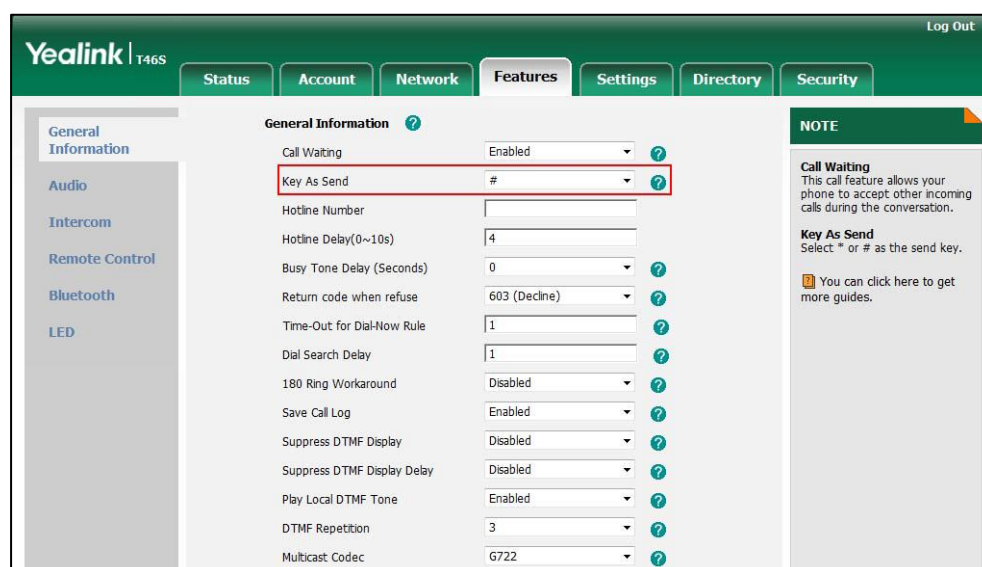 Log Out
Yealink T46S
Status Account Network Features Settings Directory Security
General
Information
Audio
Intercom
Remote Control
Bluetooth
LED
General Information ?
Call Waiting Enabled ?
Key As Send # ?
Hotline Number
Hotline Delay(0~10s) 4
Busy Tone Delay (Seconds) 0 ?
Return code when refuse 603 (Decline) ?
Time-Out for Dial-Now Rule 1 ?
Dial Search Delay 1 ?
180 Ring Workaround Disabled ?
Save Call Log Enabled ?
Suppress DTMF Display Disabled ?
Suppress DTMF Display Delay Disabled ?
Play Local DTMF Tone Enabled ?
DTMF Repetition 3 ?
Multicast Codec G722 ?
NOTE
Call Waiting
This call feature allows your
phone to accept other incoming
calls during the conversation.
Key As Send
Select * or # as the send key.
? You can click here to get
more guides.